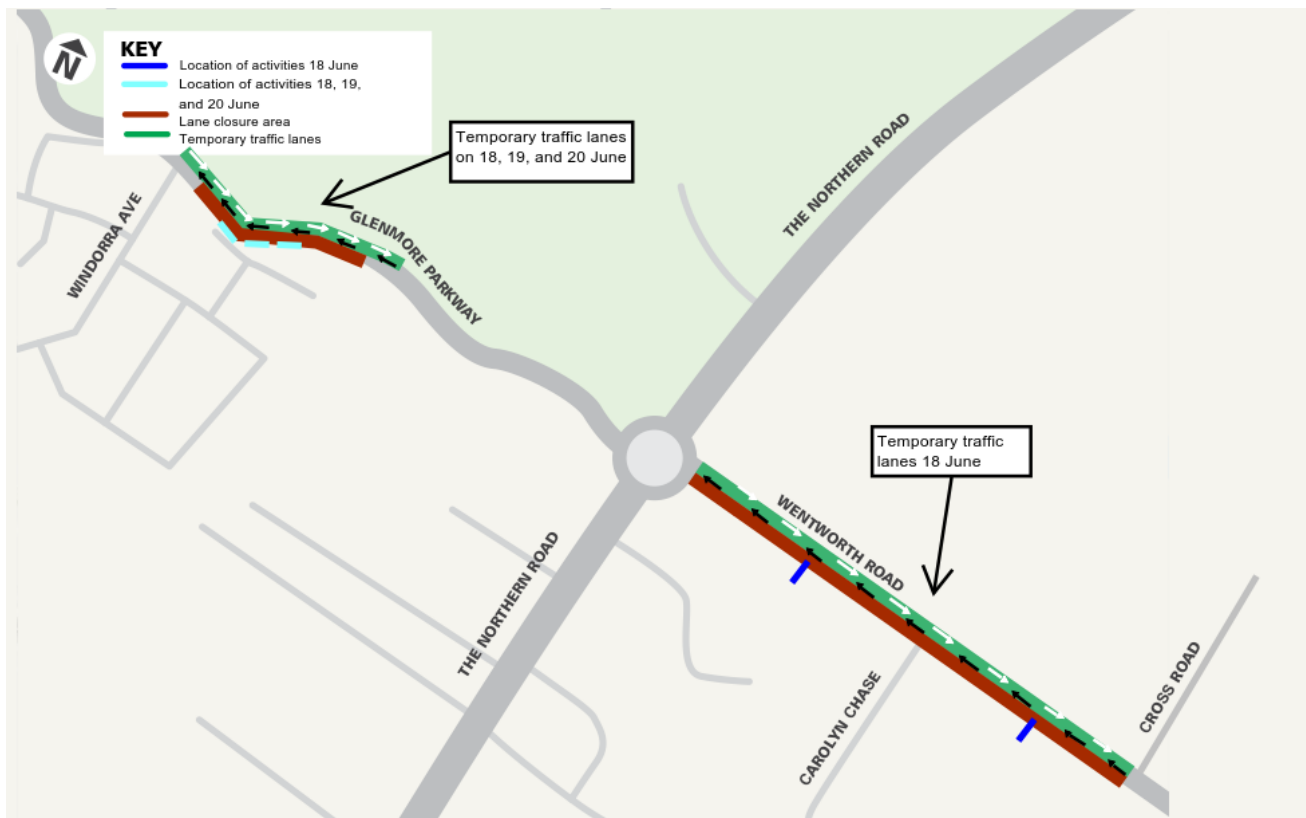 N
KEY
Location of activities 18 June
Location of activities 18, 19,
and 20 June
Lane closure area
Temporary traffic lanes
Temporary traffic lanes
on 18, 19, and 20 June
THE NORTHERN ROAD
WINDORRA AVE
GLENMORE PARKWAY
Temporary traffic
lanes 18 June
WENTWORTH ROAD
THE NORTHERN ROAD
CAROLYN CHASE
CROSS ROAD